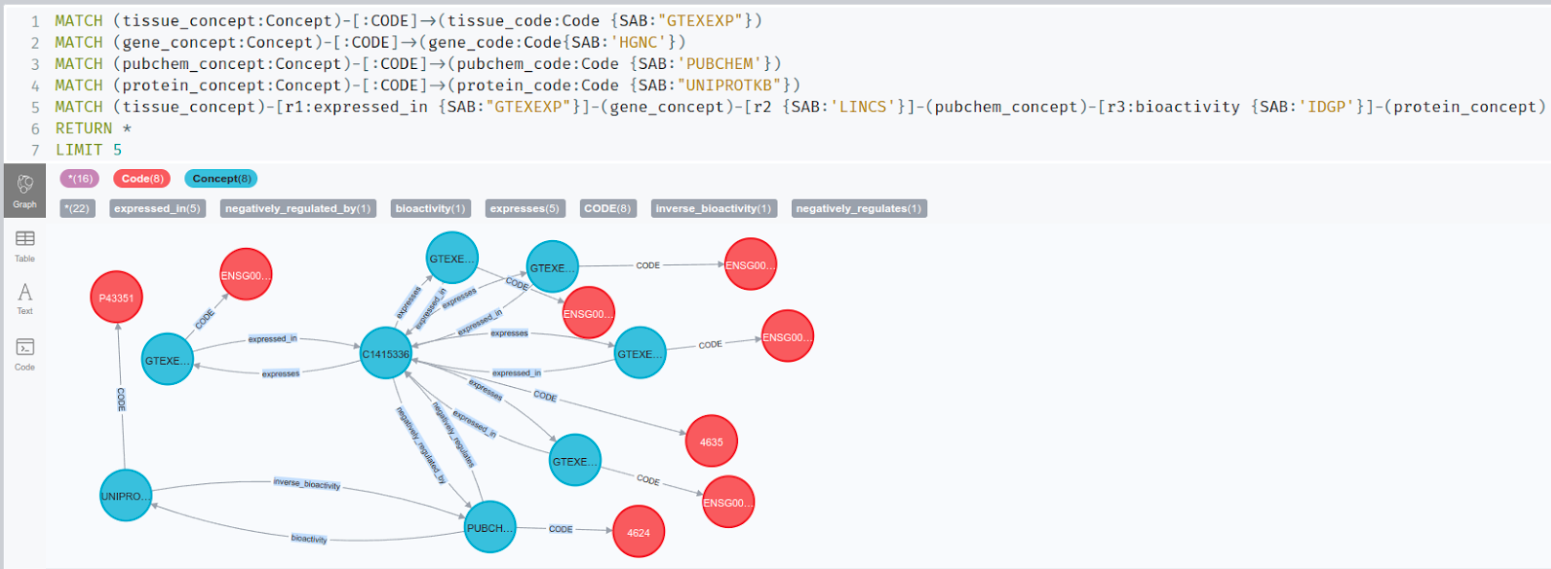 1 MATCH (tissue_concept:Concept)-[:CODE]->(tissue_code:Code {SAB:"GTEXEXP"})
2 MATCH (gene_concept:Concept)-[:CODE]->(gene_code:Code{SAB:'HGNC'})
3 MATCH (pubchem_concept:Concept)-[:CODE]->(pubchem_code:Code {SAB:'PUBCHEM'})
4 MATCH (protein_concept:Concept)-[:CODE]->(protein_code:Code {SAB:"UNIPROTKB"})
5 MATCH (tissue_concept)-[r1:expressed_in {SAB:"GTEXEXP"}]-(gene_concept)-[r2 {SAB:'LINCS'}]-(pubchem_concept)-[r3:bioactivity {SAB:'IDGP'}]-(protein_concept)
6 RETURN *
7 LIMIT 5
*(16) Code(8) Concept(8)
*(22) expressed_in(5) negatively_regulated_by(1) bioactivity(1) expresses(5) CODE(8) inverse_bioactivity(1) negatively_regulates(1)
Graph
Table
Text
Code
GTEXE...
GTEXE...
CODE
ENSG00...
ENSG00...
CODE
P43351
expresses
expressed_in
expresses
ENSG00...
CODE
expressed_in
expressed_in
expresses
ENSG00...
GTEXE...
C1415336
GTEXE...
CODE
expresses
expressed_in
CODE
expresses
CODE
negatively_regulated_by
negatively_regulates
expressed_in
4635
GTEXE...
CODE
UNIPRO...
inverse_bioactivity
ENSG00...
PUBCH...
CODE
4624
bioactivity